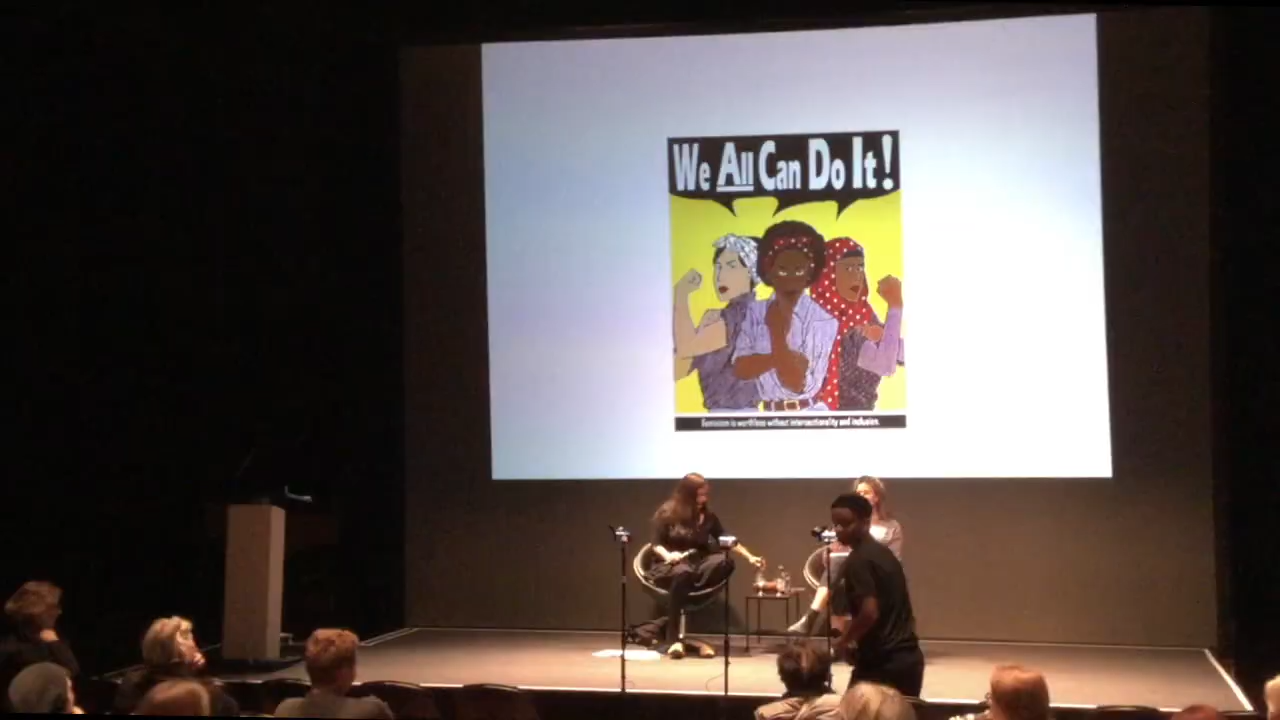 We All Can Do It!
Feminism is worthless without intersectionality and inclusion.